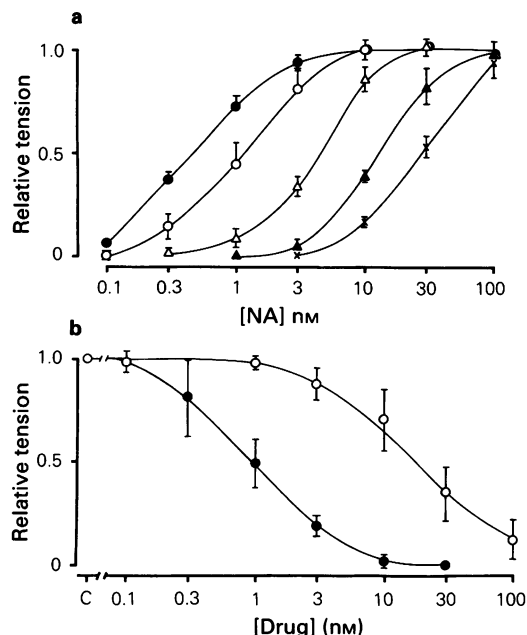 a
Relative tension
1.0
0.5
0
0.1 0.3 1 3 10 30 100
[NA] nM
b
Relative tension
1.0
0.5
0
C 0.1 0.3 1 3 10 30 100
[Drug] (nM)